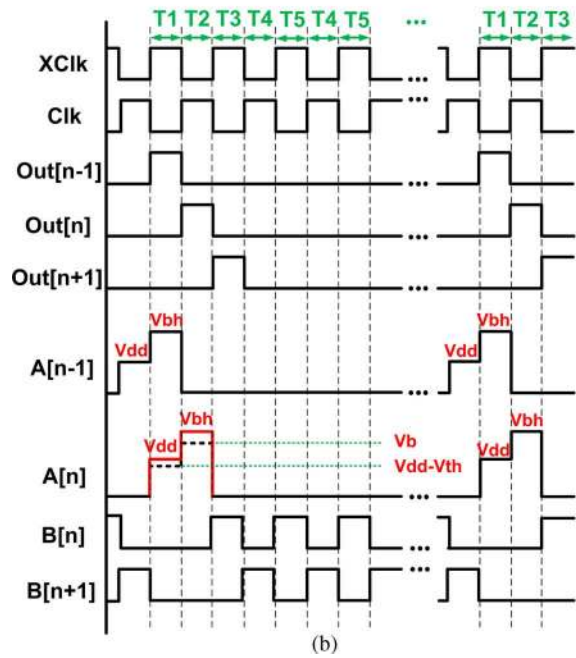 T1 T2 T3 T4 T5 T4 T5 ... T1 T2 T3
XClk
...
Clk
...
Out[n-1]
...
Out[n]
...
Out[n+1]
...
Vbh Vbh
Vdd Vdd
A[n-1]
...
Vbh Vbh
Vdd Vb Vdd
Vdd-Vth
A[n]
...
B[n]
...
B[n+1]
...
(b)